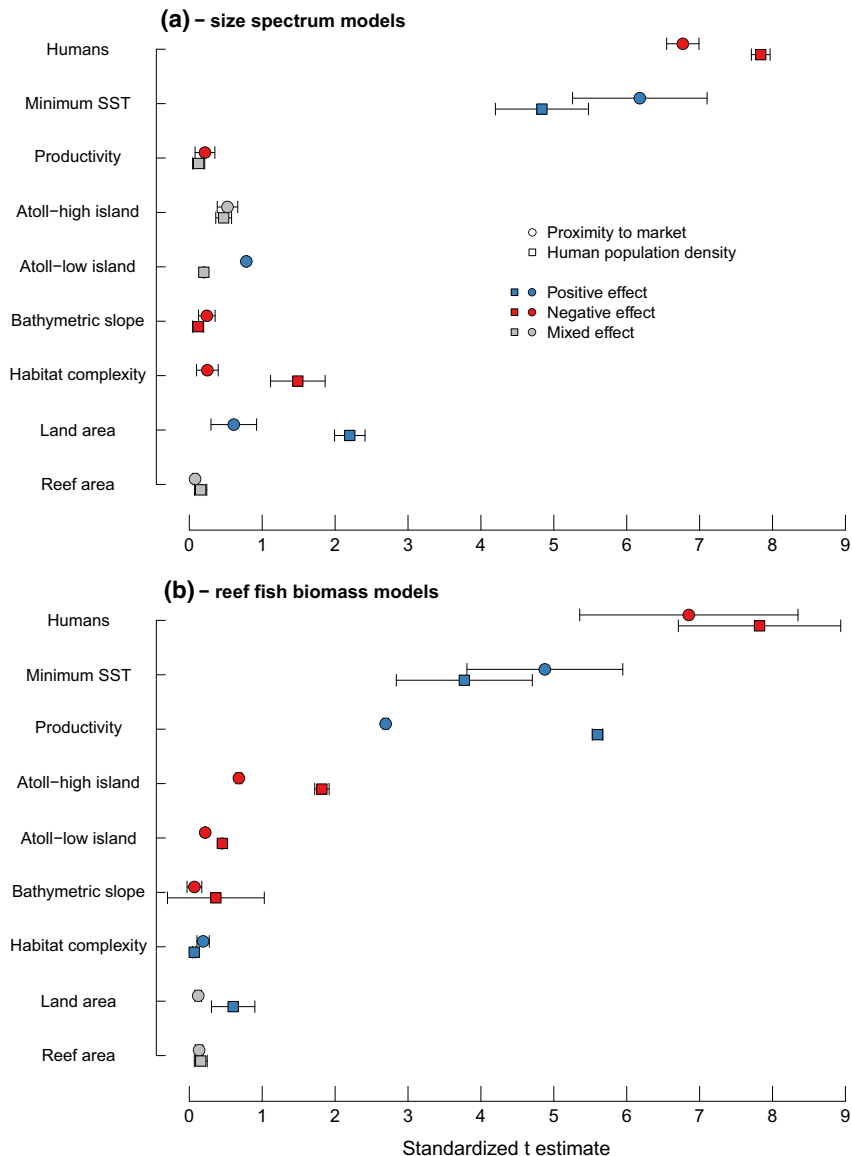 (a) – size spectrum models
Humans
Minimum SST
Productivity
Atoll−high island
Atoll−low island
Bathymetric slope
Habitat complexity
Land area
Reef area
Proximity to market
Human population density
Positive effect
Negative effect
Mixed effect
0 1 2 3 4 5 6 7 8 9
(b) – reef fish biomass models
Humans
Minimum SST
Productivity
Atoll−high island
Atoll−low island
Bathymetric slope
Habitat complexity
Land area
Reef area
0 1 2 3 4 5 6 7 8 9
Standardized t estimate